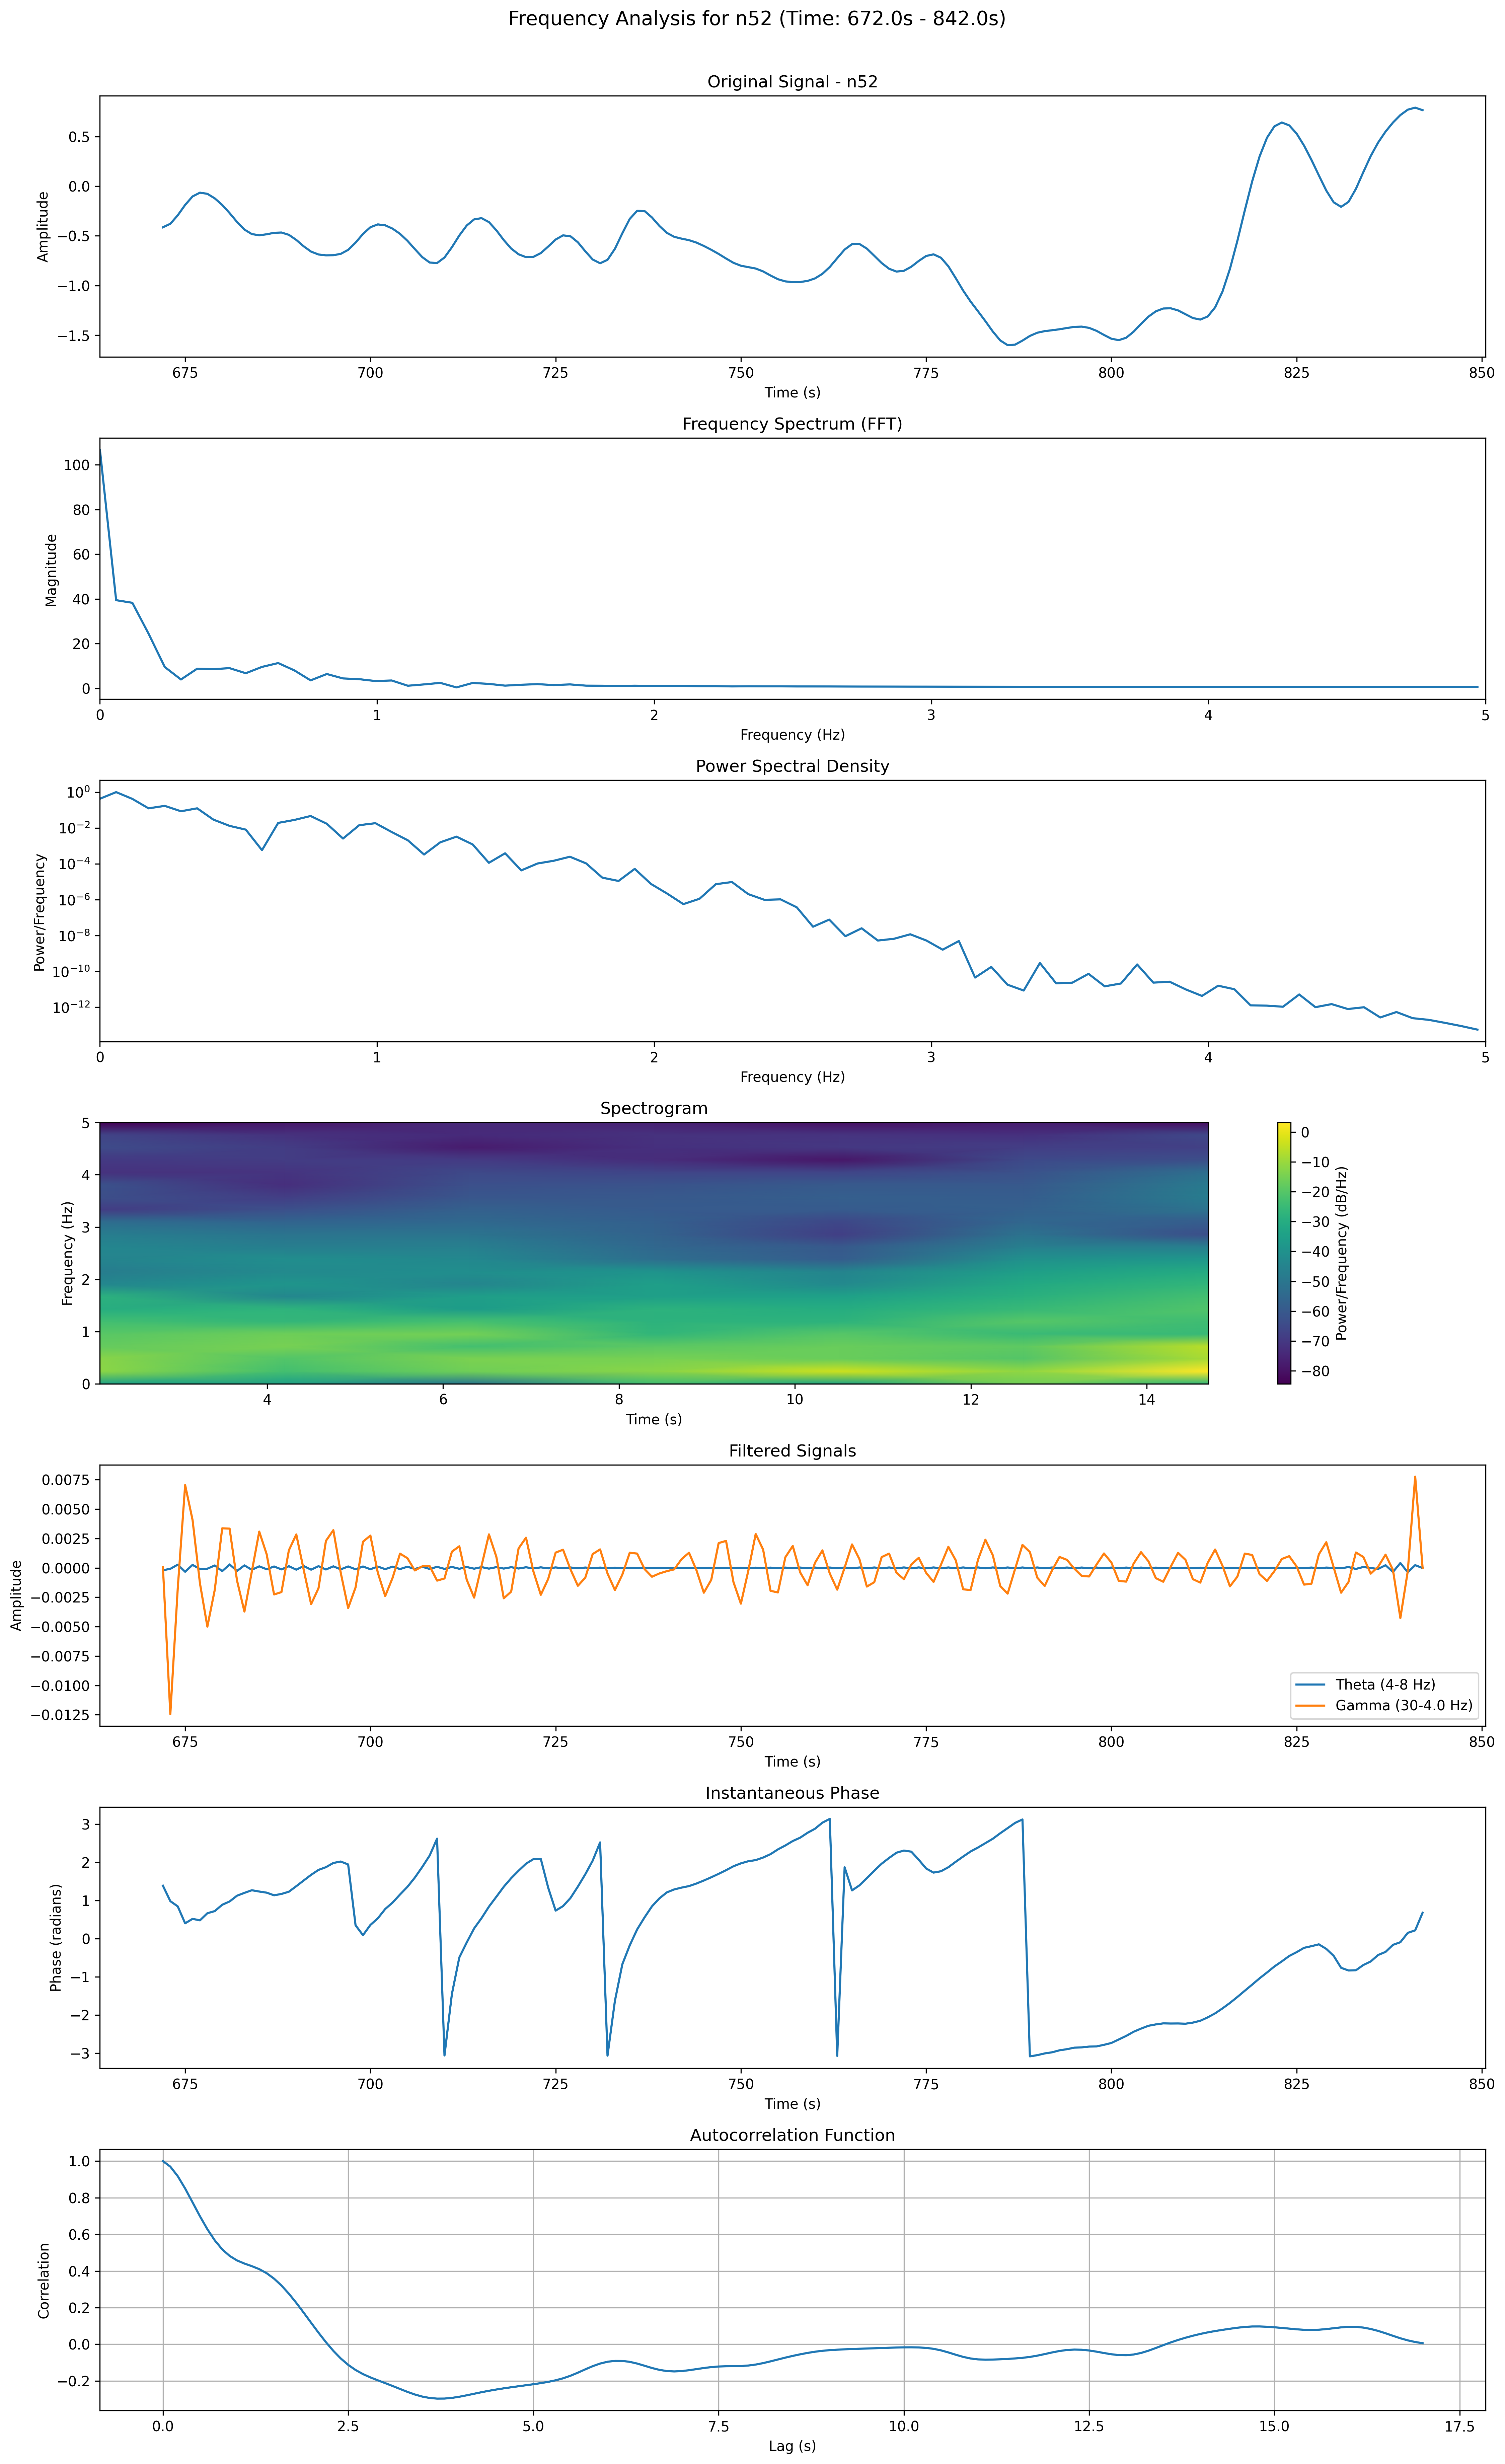 Frequency Analysis for n52 (Time: 672.0s - 842.0s)
Original Signal - n52
0.5
0.0
−0.5
−1.0
−1.5
Amplitude
675 700 725 750 775 800 825 850
Time (s)
Frequency Spectrum (FFT)
100
80
60
40
20
0
Magnitude
0 1 2 3 4 5
Frequency (Hz)
Power Spectral Density
10⁰
10⁻²
10⁻⁴
10⁻⁶
10⁻⁸
10⁻¹⁰
10⁻¹²
Power/Frequency
0 1 2 3 4 5
Frequency (Hz)
Spectrogram
5
4
3
2
1
0
Frequency (Hz)
4 6 8 10 12 14
Time (s)
0
−10
−20
−30
−40
−50
−60
−70
−80
Power/Frequency (dB/Hz)
Filtered Signals
0.0075
0.0050
0.0025
0.0000
−0.0025
−0.0050
−0.0075
−0.0100
−0.0125
Amplitude
Theta (4-8 Hz)
Gamma (30-4.0 Hz)
675 700 725 750 775 800 825 850
Time (s)
Instantaneous Phase
3
2
1
0
−1
−2
−3
Phase (radians)
675 700 725 750 775 800 825 850
Time (s)
Autocorrelation Function
1.0
0.8
0.6
0.4
0.2
0.0
−0.2
Correlation
0.0 2.5 5.0 7.5 10.0 12.5 15.0 17.5
Lag (s)